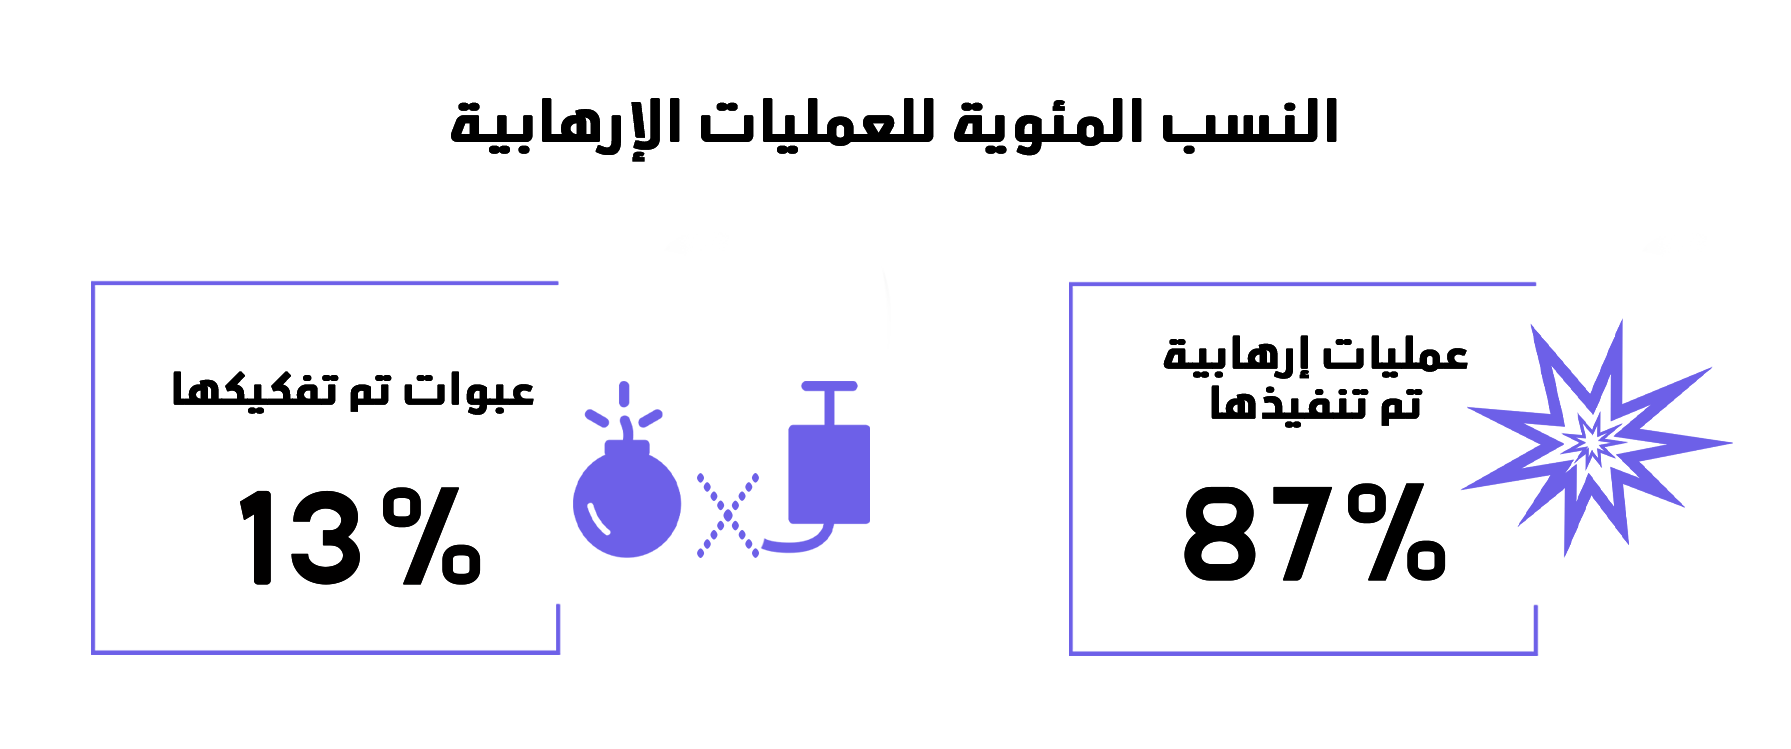 النسب المئوية للعمليات الإرهابية
عمليات إرهابية
تم تنفيذها
87%
عبوات تم تفكيكها
13%